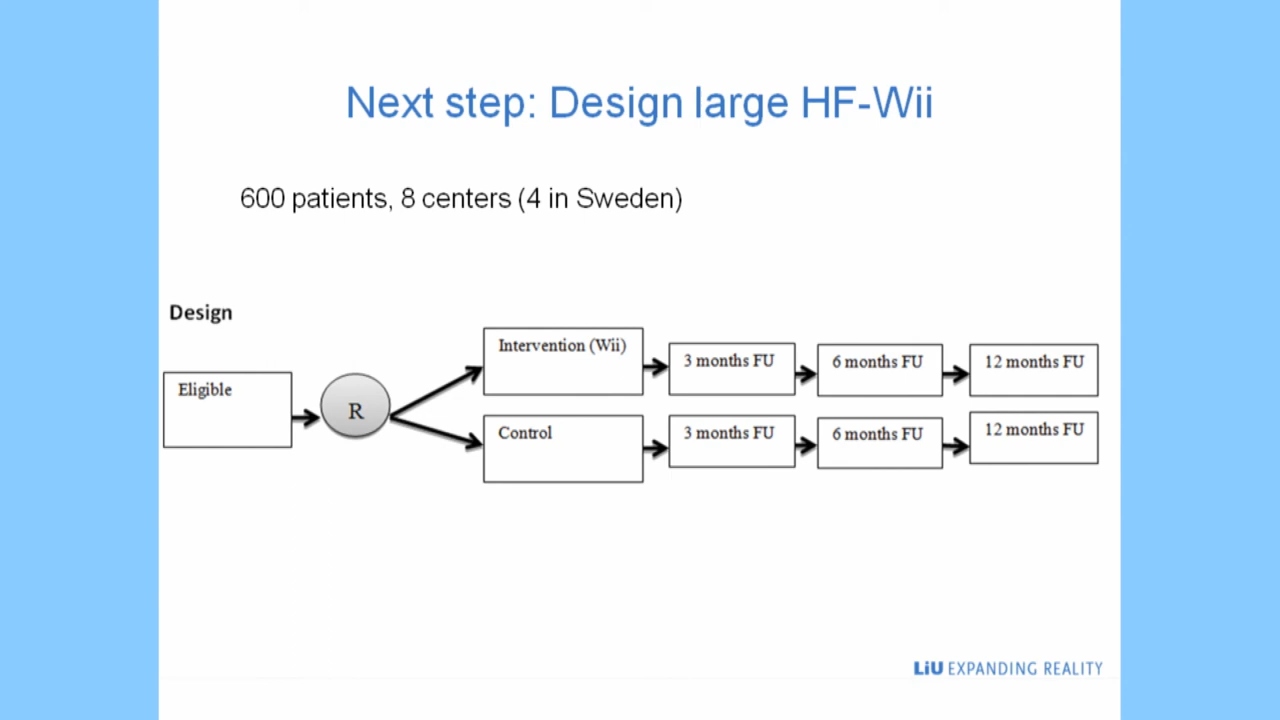 Next step: Design large HF-Wii
600 patients, 8 centers (4 in Sweden)
Design
Eligible
R
Intervention (Wii)
3 months FU
6 months FU
12 months FU
Control
3 months FU
6 months FU
12 months FU
LiU EXPANDING REALITY